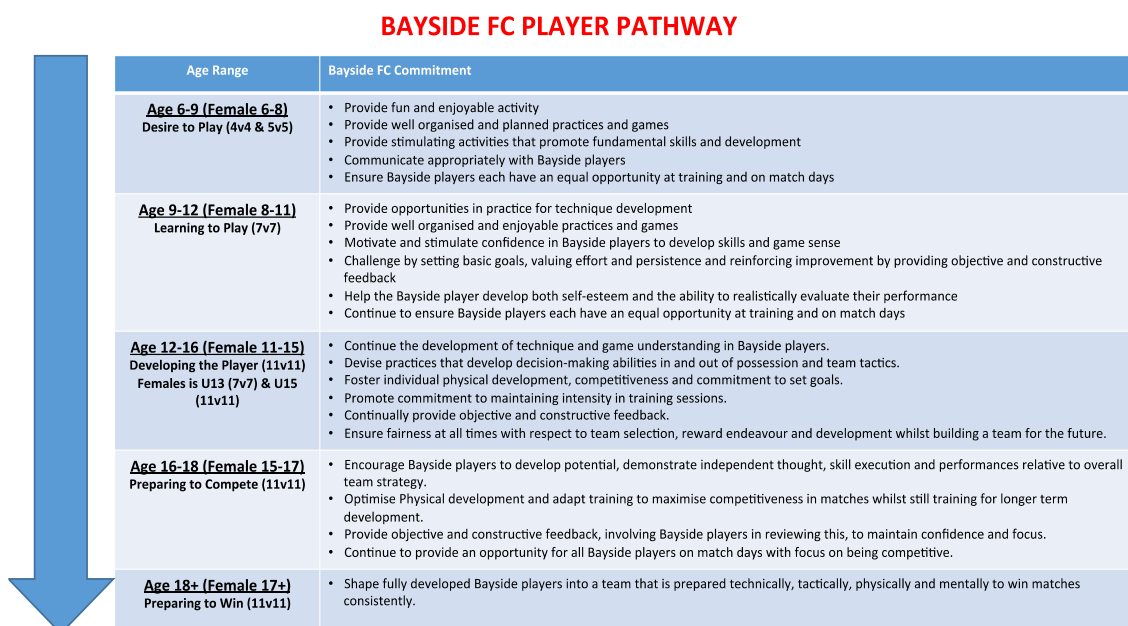 BAYSIDE FC PLAYER PATHWAY
Age Range
Bayside FC Commitment
Age 6-9 (Female 6-8)
Desire to Play (4v4 & 5v5)
• Provide fun and enjoyable activity
• Provide well organised and planned practices and games
• Provide stimulating activities that promote fundamental skills and development
• Communicate appropriately with Bayside players
• Ensure Bayside players each have an equal opportunity at training and on match days
Age 9-12 (Female 8-11)
Learning to Play (7v7)
• Provide opportunities in practice for technique development
• Provide well organised and enjoyable practices and games
• Motivate and stimulate confidence in Bayside players to develop skills and game sense
• Challenge by setting basic goals, valuing effort and persistence and reinforcing improvement by providing objective and constructive
feedback
• Help the Bayside player develop both self-esteem and the ability to realistically evaluate their performance
• Continue to ensure Bayside players each have an equal opportunity at training and on match days
Age 12-16 (Female 11-15)
Developing the Player (11v11)
Females is U13 (7v7) & U15
(11v11)
• Continue the development of technique and game understanding in Bayside players.
• Devise practices that develop decision-making abilities in and out of possession and team tactics.
• Foster individual physical development, competitiveness and commitment to set goals.
• Promote commitment to maintaining intensity in training sessions.
• Continually provide objective and constructive feedback.
• Ensure fairness at all times with respect to team selection, reward endeavour and development whilst building a team for the future.
Age 16-18 (Female 15-17)
Preparing to Compete (11v11)
• Encourage Bayside players to develop potential, demonstrate independent thought, skill execution and performances relative to overall
team strategy.
• Optimise Physical development and adapt training to maximise competitiveness in matches whilst still training for longer term
development.
• Provide objective and constructive feedback, involving Bayside players in reviewing this, to maintain confidence and focus.
• Continue to provide an opportunity for all Bayside players on match days with focus on being competitive.
Age 18+ (Female 17+)
Preparing to Win (11v11)
• Shape fully developed Bayside players into a team that is prepared technically, tactically, physically and mentally to win matches
consistently.